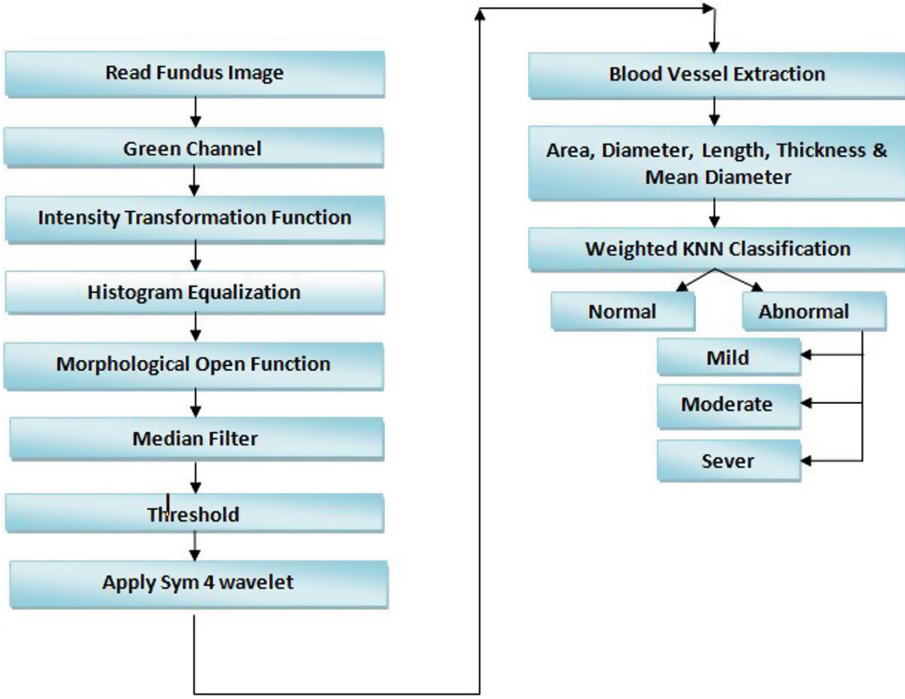 Read Fundus Image
Green Channel
Intensity Transformation Function
Histogram Equalization
Morphological Open Function
Median Filter
Threshold
Apply Sym 4 wavelet
Blood Vessel Extraction
Area, Diameter, Length, Thickness &
Mean Diameter
Weighted KNN Classification
Normal
Abnormal
Mild
Moderate
Sever